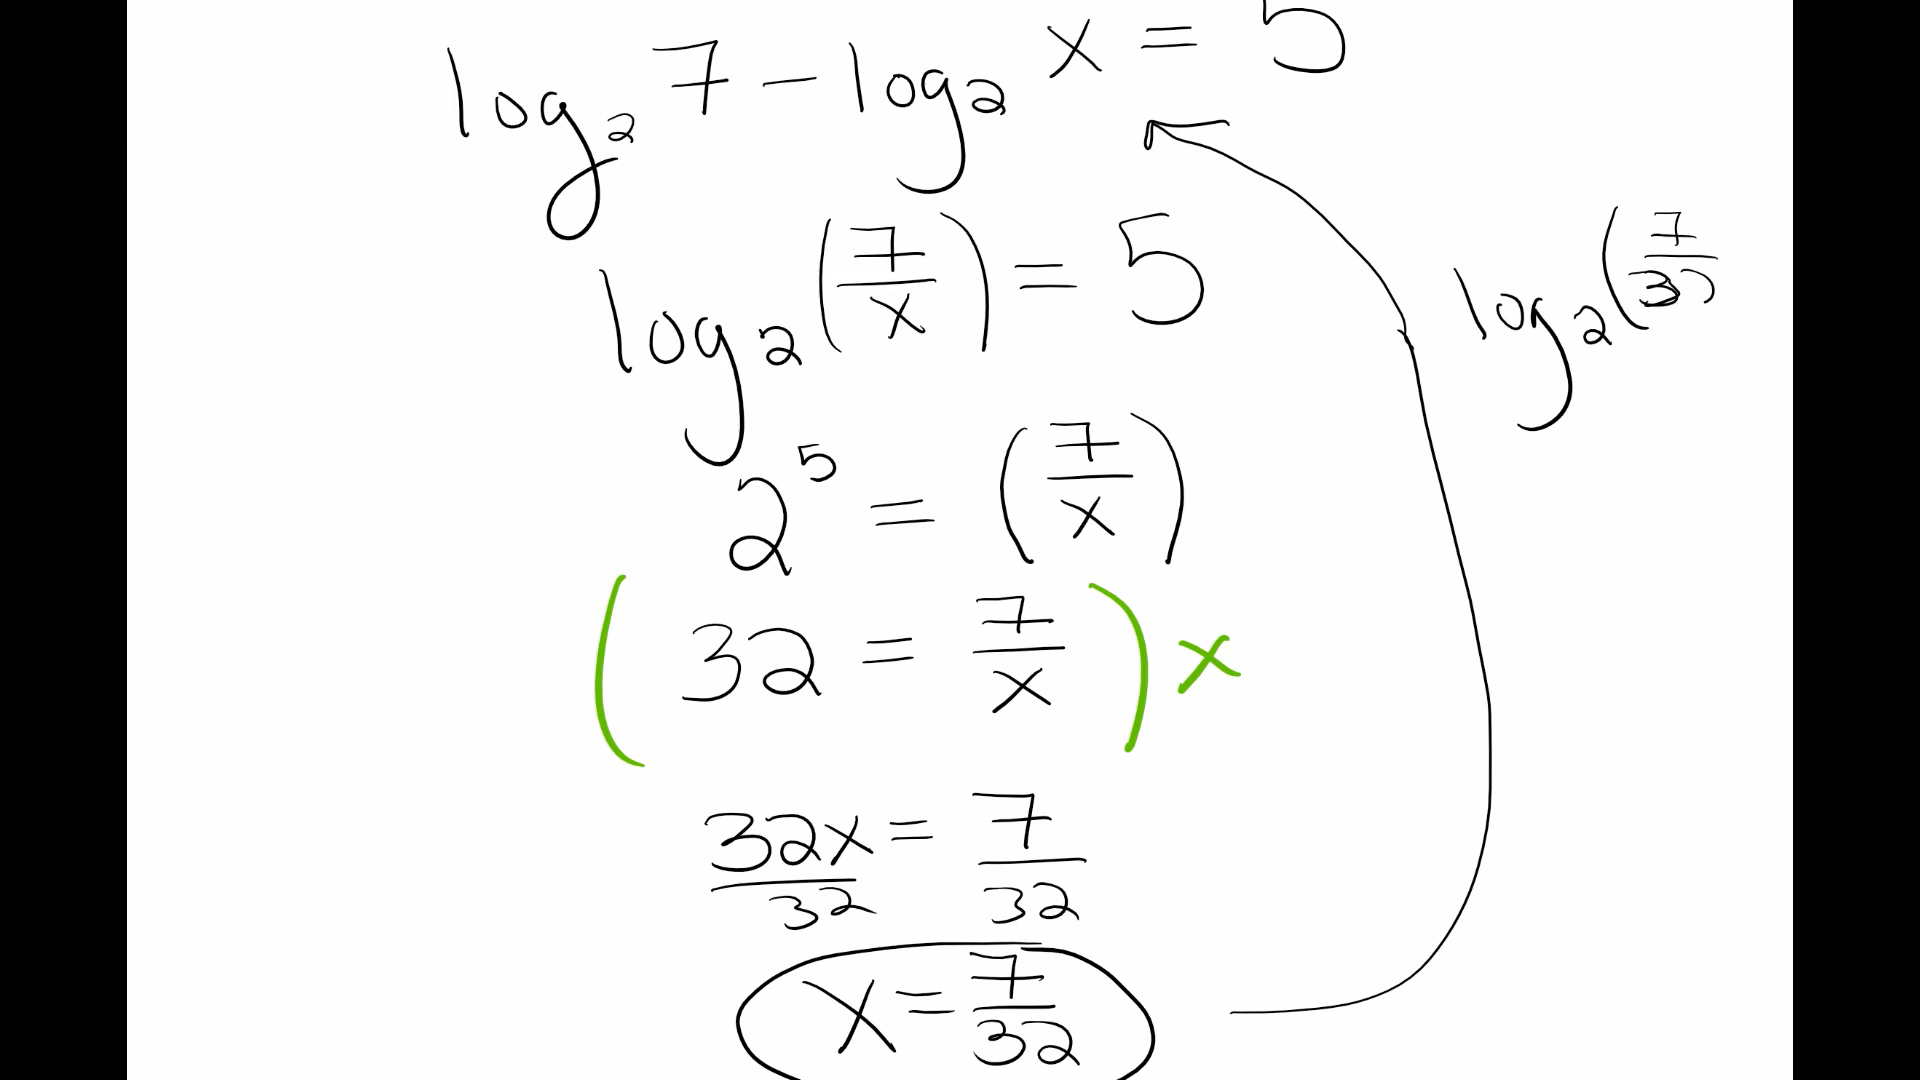 log₂ 7 − log₂ x = 5
log₂ (7/x) = 5
2⁵ = (7/x)
(32 = 7/x) x
32x/32 = 7/32
x = 7/32
log₂ (7/32